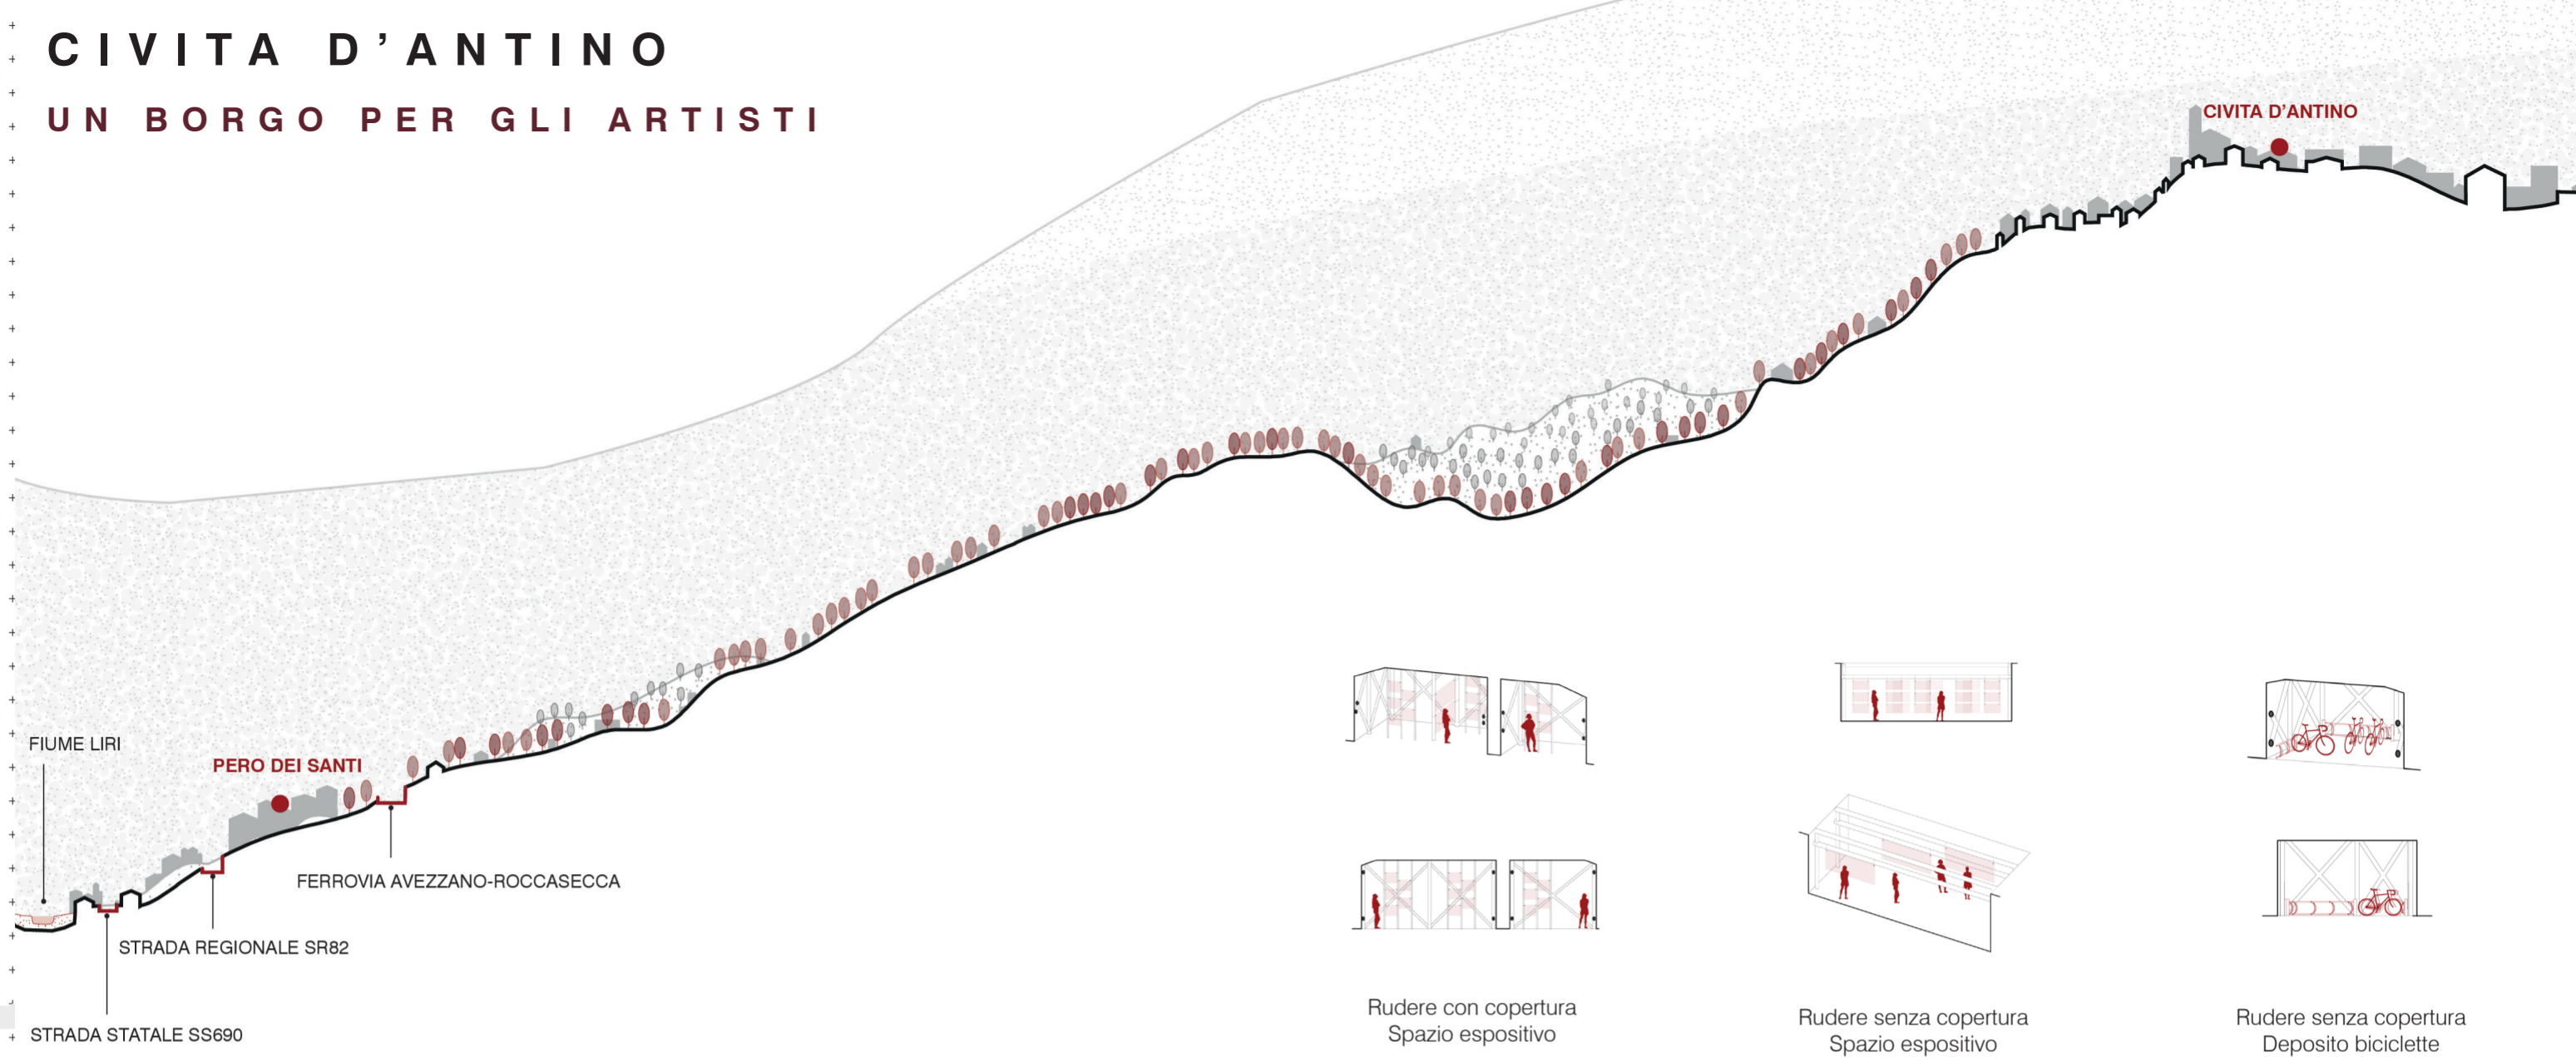 CIVITA D’ANTINO
UN BORGO PER GLI ARTISTI
CIVITA D’ANTINO
FIUME LIRI
PERO DEI SANTI
FERROVIA AVEZZANO-ROCCASECCA
STRADA REGIONALE SR82
STRADA STATALE SS690
Rudere con copertura
Spazio espositivo
Rudere senza copertura
Spazio espositivo
Rudere senza copertura
Deposito biciclette